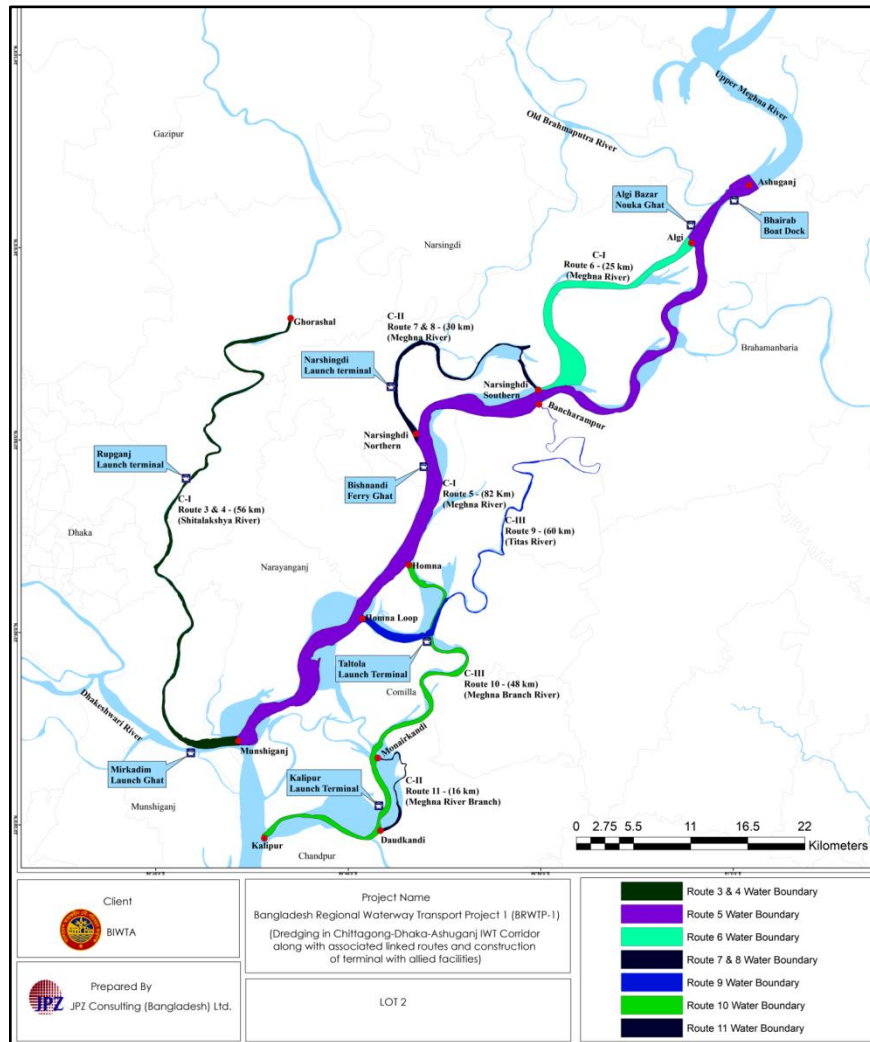 Upper Meghna River
Old Brahmaputra River
Gazipur
Ashuganj
Algi Bazar
Nouka Ghat
Bhairab
Boat Dock
Algi
Narsingdi
C-I
Route 6 - (25 km)
(Meghna River)
Ghorashal
C-II
Route 7 & 8 - (30 km)
(Meghna River)
Brahamanbaria
Narshingdi
Launch terminal
Narsinghdi
Southern
Bancharampur
Narsinghdi
Northern
Rupganj
Launch terminal
Bishnandi
Ferry Ghat
C-I
Route 5 - (82 Km)
(Meghna River)
C-I
Route 3 & 4 - (56 km)
(Shitalakshya River)
C-III
Route 9 - (60 km)
(Titas River)
Dhaka
Narayanganj
Homna
Homna Loop
Taltola
Launch Terminal
C-III
Route 10 - (48 km)
(Meghna Branch River)
Comilla
Dhakeshwari River
Munshiganj
Monairkandi
Mirkadim
Launch Ghat
Kalipur
Launch Terminal
C-II
Route 11 - (16 km)
(Meghna River Branch)
Munshiganj
Kalipur
Daudkandi
Chandpur
0 2.75 5.5 11 16.5 22
Kilometers
Client
BIWTA
Prepared By
JPZ
JPZ Consulting (Bangladesh) Ltd.
Project Name
Bangladesh Regional Waterway Transport Project 1 (BRWTP-1)
(Dredging in Chittagong-Dhaka-Ashuganj IWT Corridor
along with associated linked routes and construction
of terminal with allied facilities)
LOT 2
Route 3 & 4 Water Boundary
Route 5 Water Boundary
Route 6 Water Boundary
Route 7 & 8 Water Boundary
Route 9 Water Boundary
Route 10 Water Boundary
Route 11 Water Boundary